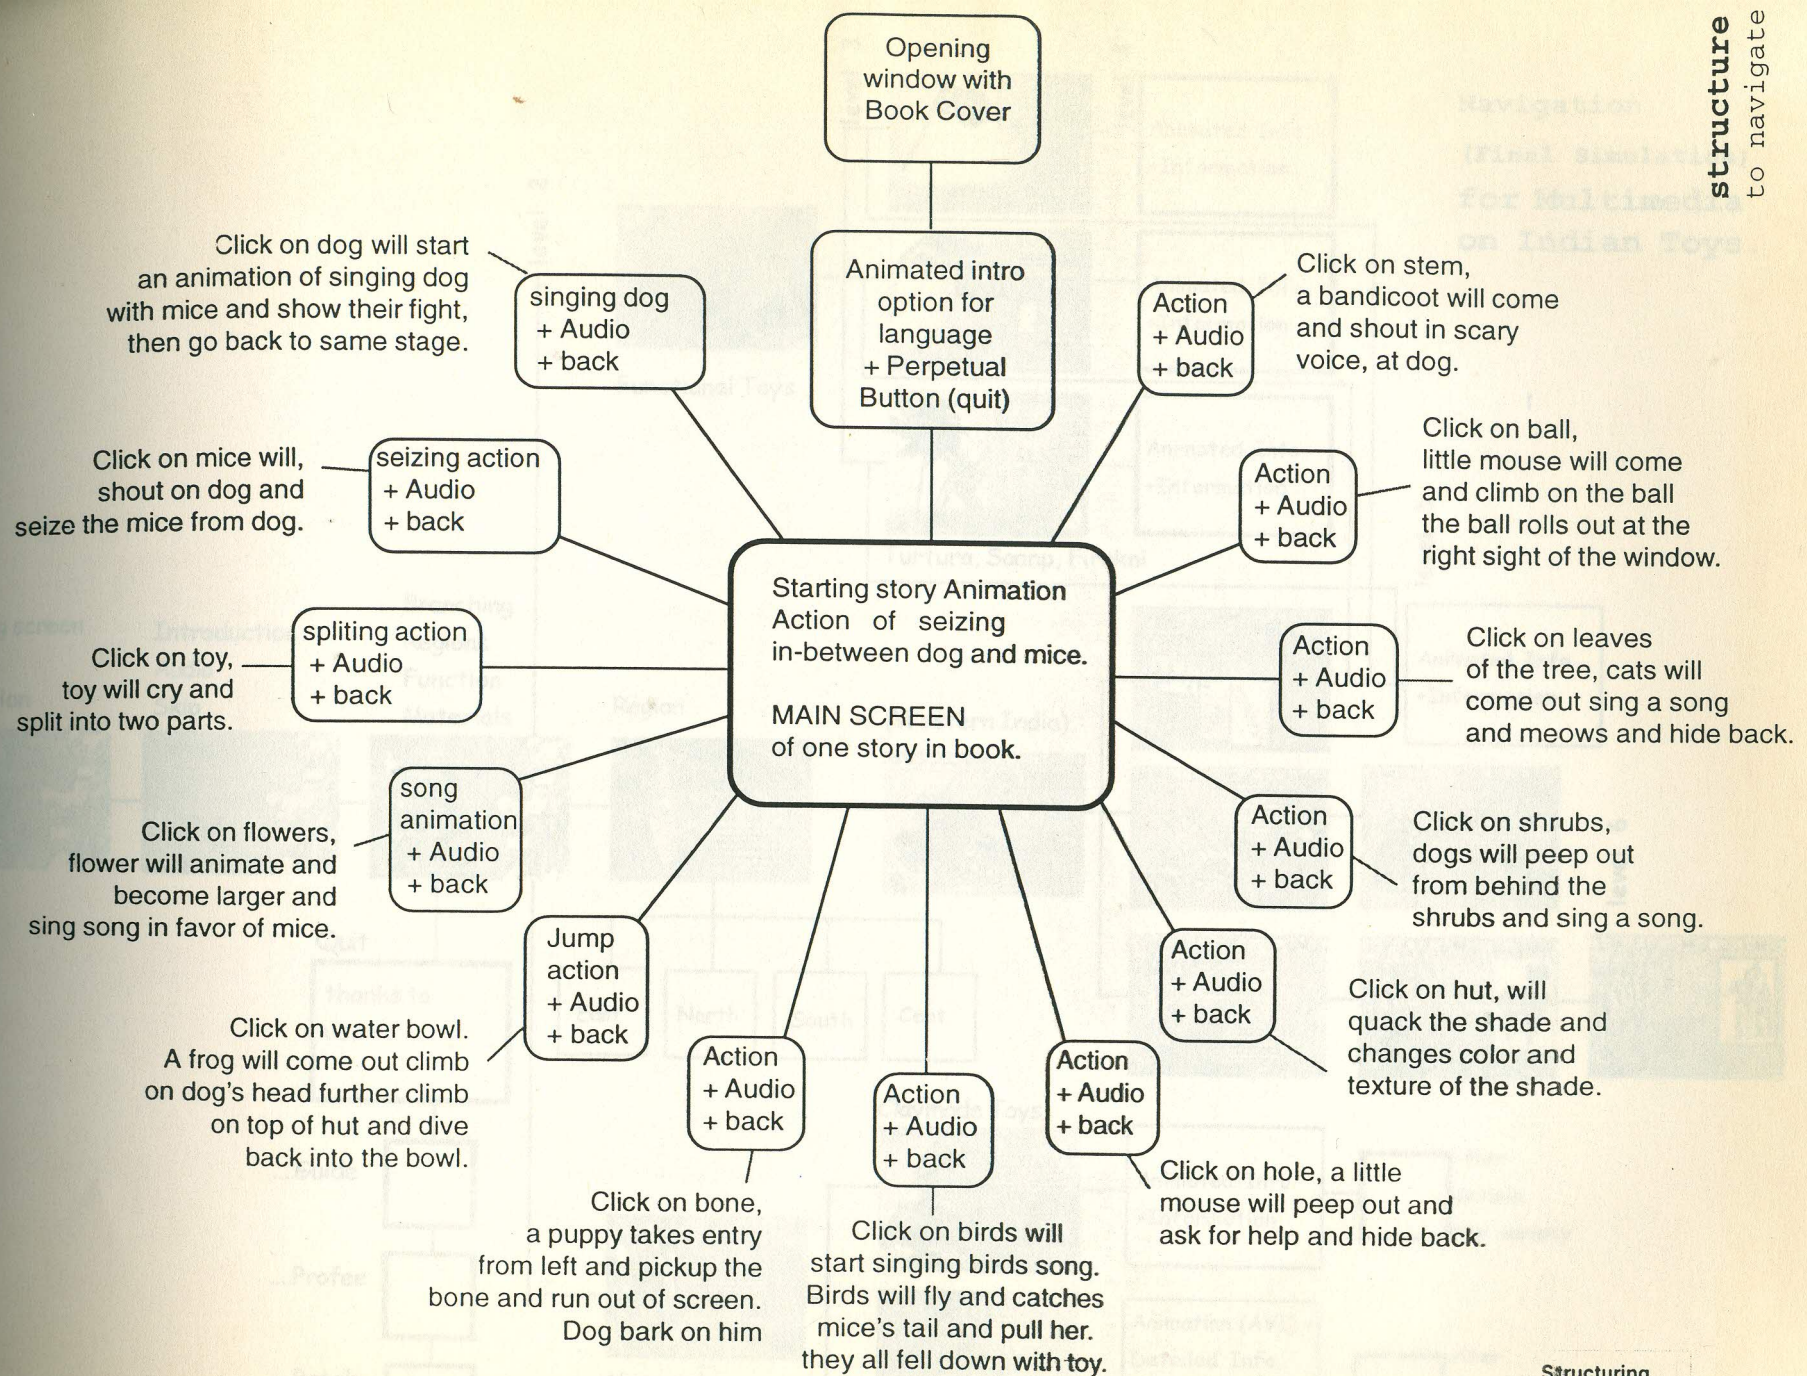 structure
to navigate
Opening
window with
Book Cover
Animated intro
option for
language
+ Perpetual
Button (quit)
Click on dog will start
an animation of singing dog
with mice and show their fight,
then go back to same stage.
singing dog
+ Audio
+ back
Click on mice will,
shout on dog and
seize the mice from dog.
seizing action
+ Audio
+ back
Click on toy,
toy will cry and
split into two parts.
spliting action
+ Audio
+ back
Click on flowers,
flower will animate and
become larger and
sing song in favor of mice.
song
animation
+ Audio
+ back
Click on water bowl.
A frog will come out climb
on dog's head further climb
on top of hut and dive
back into the bowl.
Jump
action
+ Audio
+ back
Starting story Animation
Action of seizing
in-between dog and mice.
MAIN SCREEN
of one story in book.
Action
+ Audio
+ back
Click on stem,
a bandicoot will come
and shout in scary
voice, at dog.
Action
+ Audio
+ back
Click on ball,
little mouse will come
and climb on the ball
the ball rolls out at the
right sight of the window.
Action
+ Audio
+ back
Click on leaves
of the tree, cats will
come out sing a song
and meows and hide back.
Action
+ Audio
+ back
Click on shrubs,
dogs will peep out
from behind the
shrubs and sing a song.
Action
+ Audio
+ back
Click on hut, will
quack the shade and
changes color and
texture of the shade.
Action
+ Audio
+ back
Click on hole, a little
mouse will peep out and
ask for help and hide back.
Action
+ Audio
+ back
Click on birds will
start singing birds song.
Birds will fly and catches
mice's tail and pull her.
they all fell down with toy.
Action
+ Audio
+ back
Click on bone,
a puppy takes entry
from left and pickup the
bone and run out of screen.
Dog bark on him
Structuring